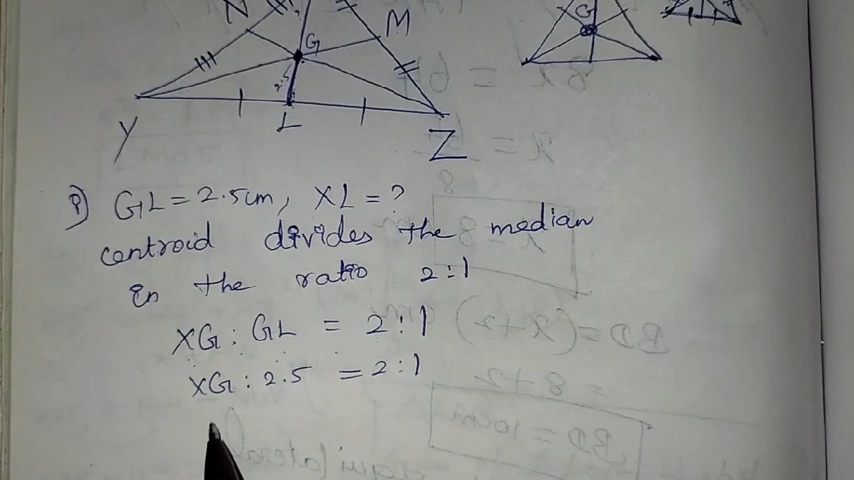 N
M
G
G
2.5
L
Y
Z
i) GL = 2.5cm, XL = ?
centroid divides the median
in the ratio 2:1
XG : GL = 2:1
XG : 2.5 = 2:1